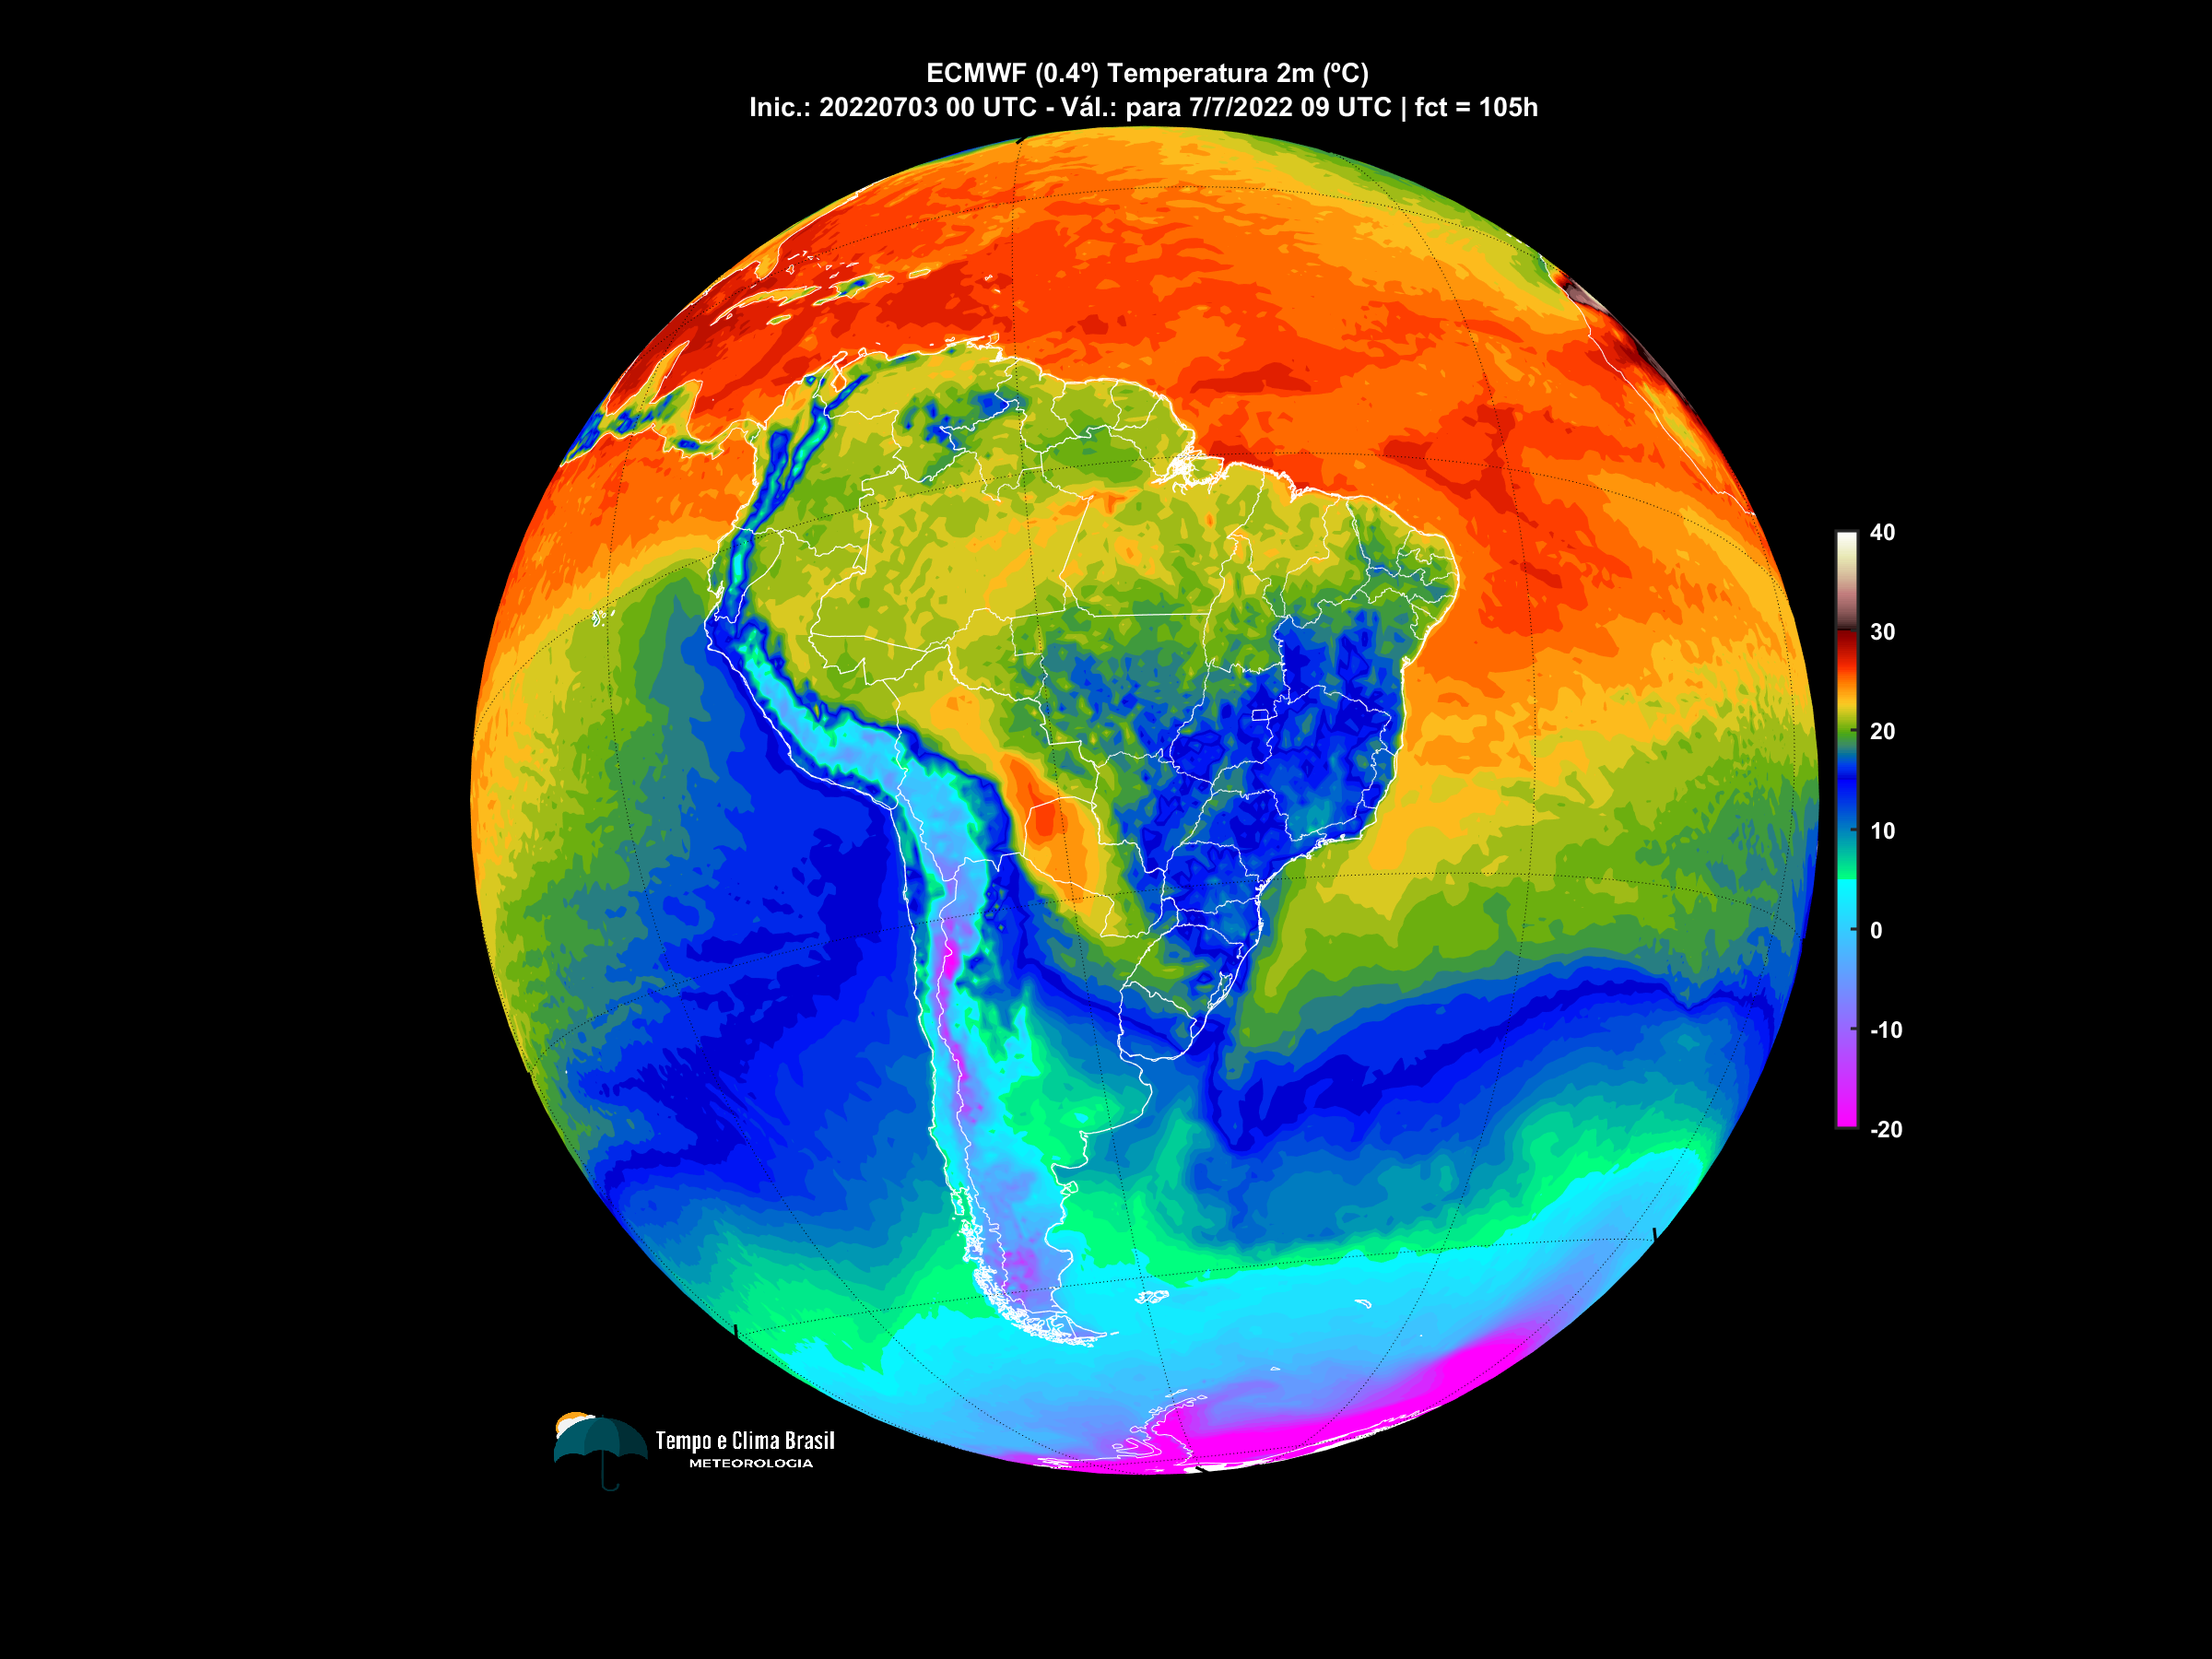 ECMWF (0.4º) Temperatura 2m (ºC)
Inic.: 20220703 00 UTC - Vál.: para 7/7/2022 09 UTC | fct = 105h
40
30
20
10
0
-10
-20
Tempo e Clima Brasil
METEOROLOGIA